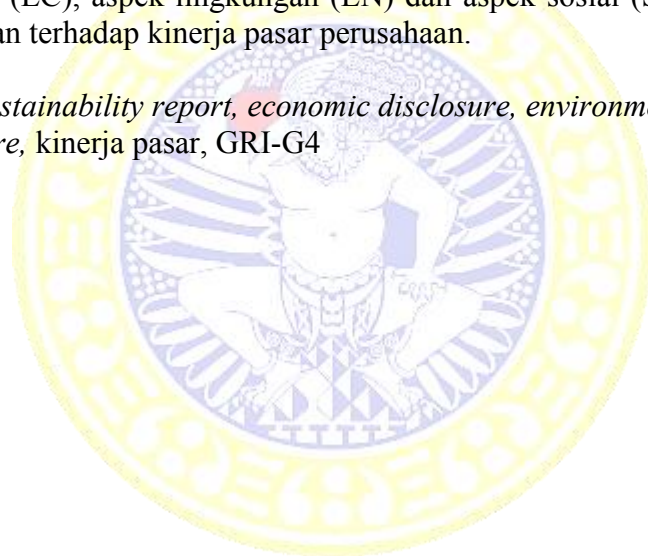 (EC), aspek lingkungan (EN) dan aspek sosial (
an terhadap kinerja pasar perusahaan.
stainability report, economic disclosure, environme
re, kinerja pasar, GRI-G4